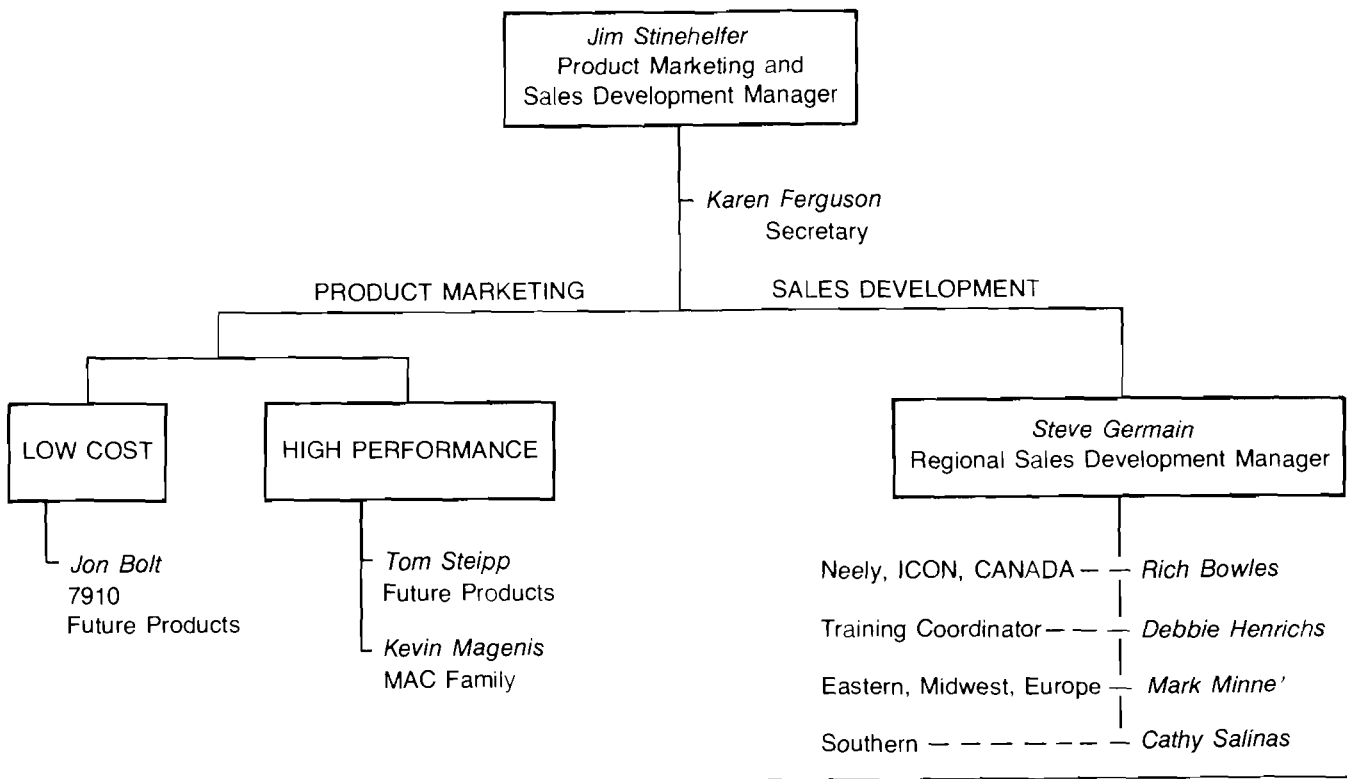 Jim Stinehelfer
Product Marketing and
Sales Development Manager
Karen Ferguson
Secretary
PRODUCT MARKETING
SALES DEVELOPMENT
LOW COST
HIGH PERFORMANCE
Steve Germain
Regional Sales Development Manager
Jon Bolt
7910
Future Products
Tom Steipp
Future Products
Kevin Magenis
MAC Family
Neely, ICON, CANADA Rich Bowles
Training Coordinator Debbie Henrichs
Eastern, Midwest, Europe Mark Minne'
Southern Cathy Salinas